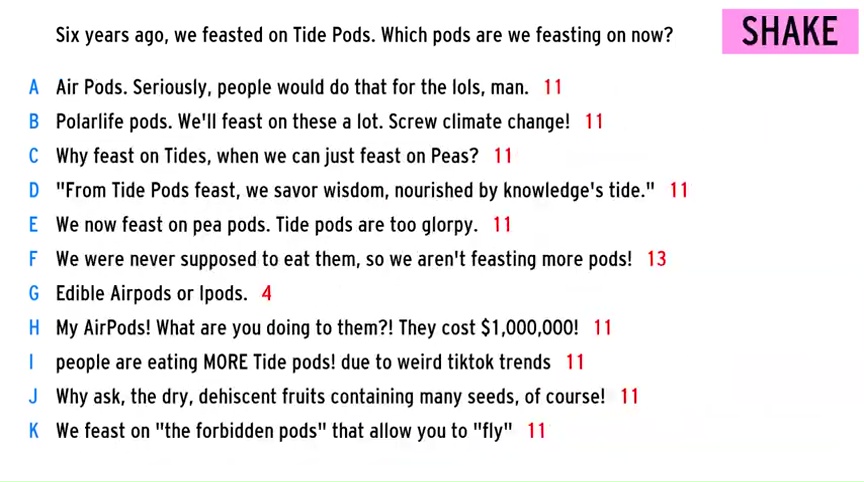 Six years ago, we feasted on Tide Pods. Which pods are we feasting on now?
SHAKE
A Air Pods. Seriously, people would do that for the lols, man. 11
B Polarlife pods. We'll feast on these a lot. Screw climate change! 11
C Why feast on Tides, when we can just feast on Peas? 11
D "From Tide Pods feast, we savor wisdom, nourished by knowledge's tide." 11
E We now feast on pea pods. Tide pods are too glorpy. 11
F We were never supposed to eat them, so we aren't feasting more pods! 13
G Edible Airpods or Ipods. 4
H My AirPods! What are you doing to them?! They cost $1,000,000! 11
I people are eating MORE Tide pods! due to weird tiktok trends 11
J Why ask, the dry, dehiscent fruits containing many seeds, of course! 11
K We feast on "the forbidden pods" that allow you to "fly" 11